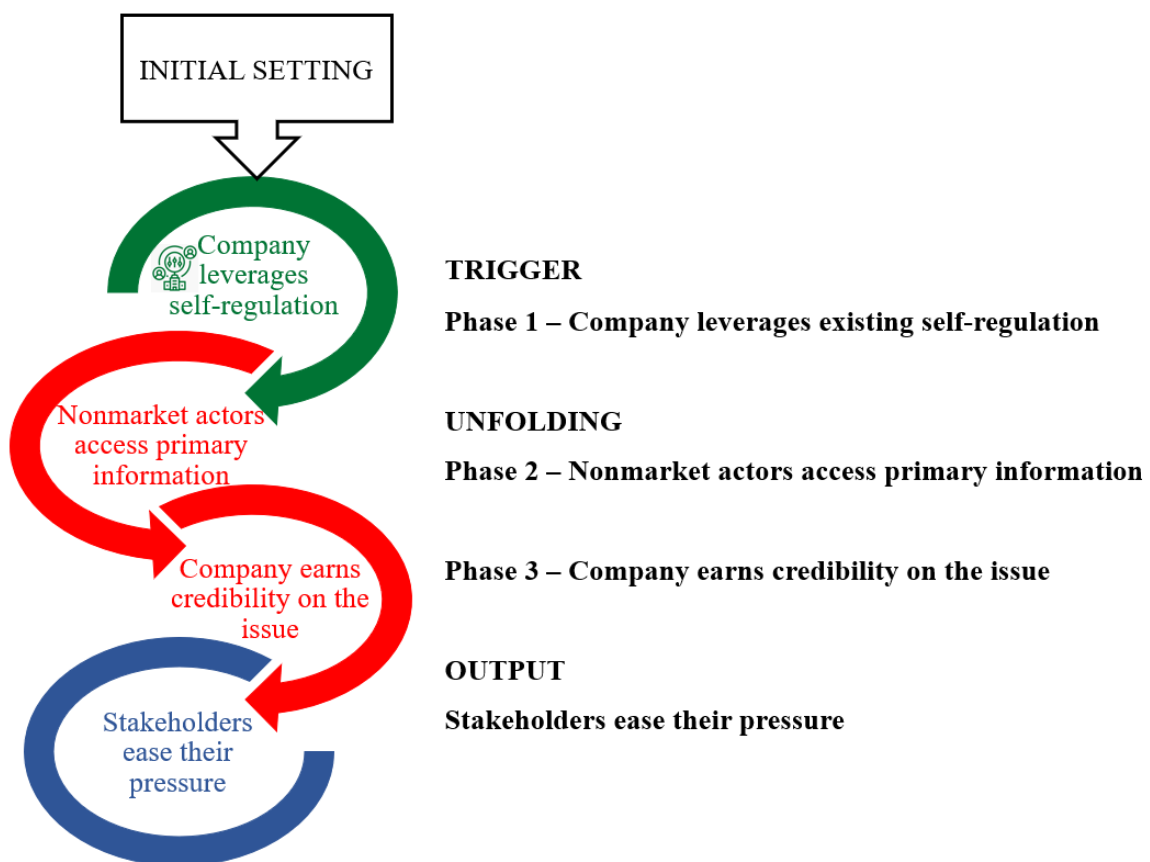 INITIAL SETTING
Company
leverages
self-regulation
TRIGGER
Phase 1 – Company leverages existing self-regulation
Nonmarket actors
access primary
information
UNFOLDING
Phase 2 – Nonmarket actors access primary information
Company earns
credibility on the
issue
Phase 3 – Company earns credibility on the issue
OUTPUT
Stakeholders ease their pressure
Stakeholders
ease their
pressure